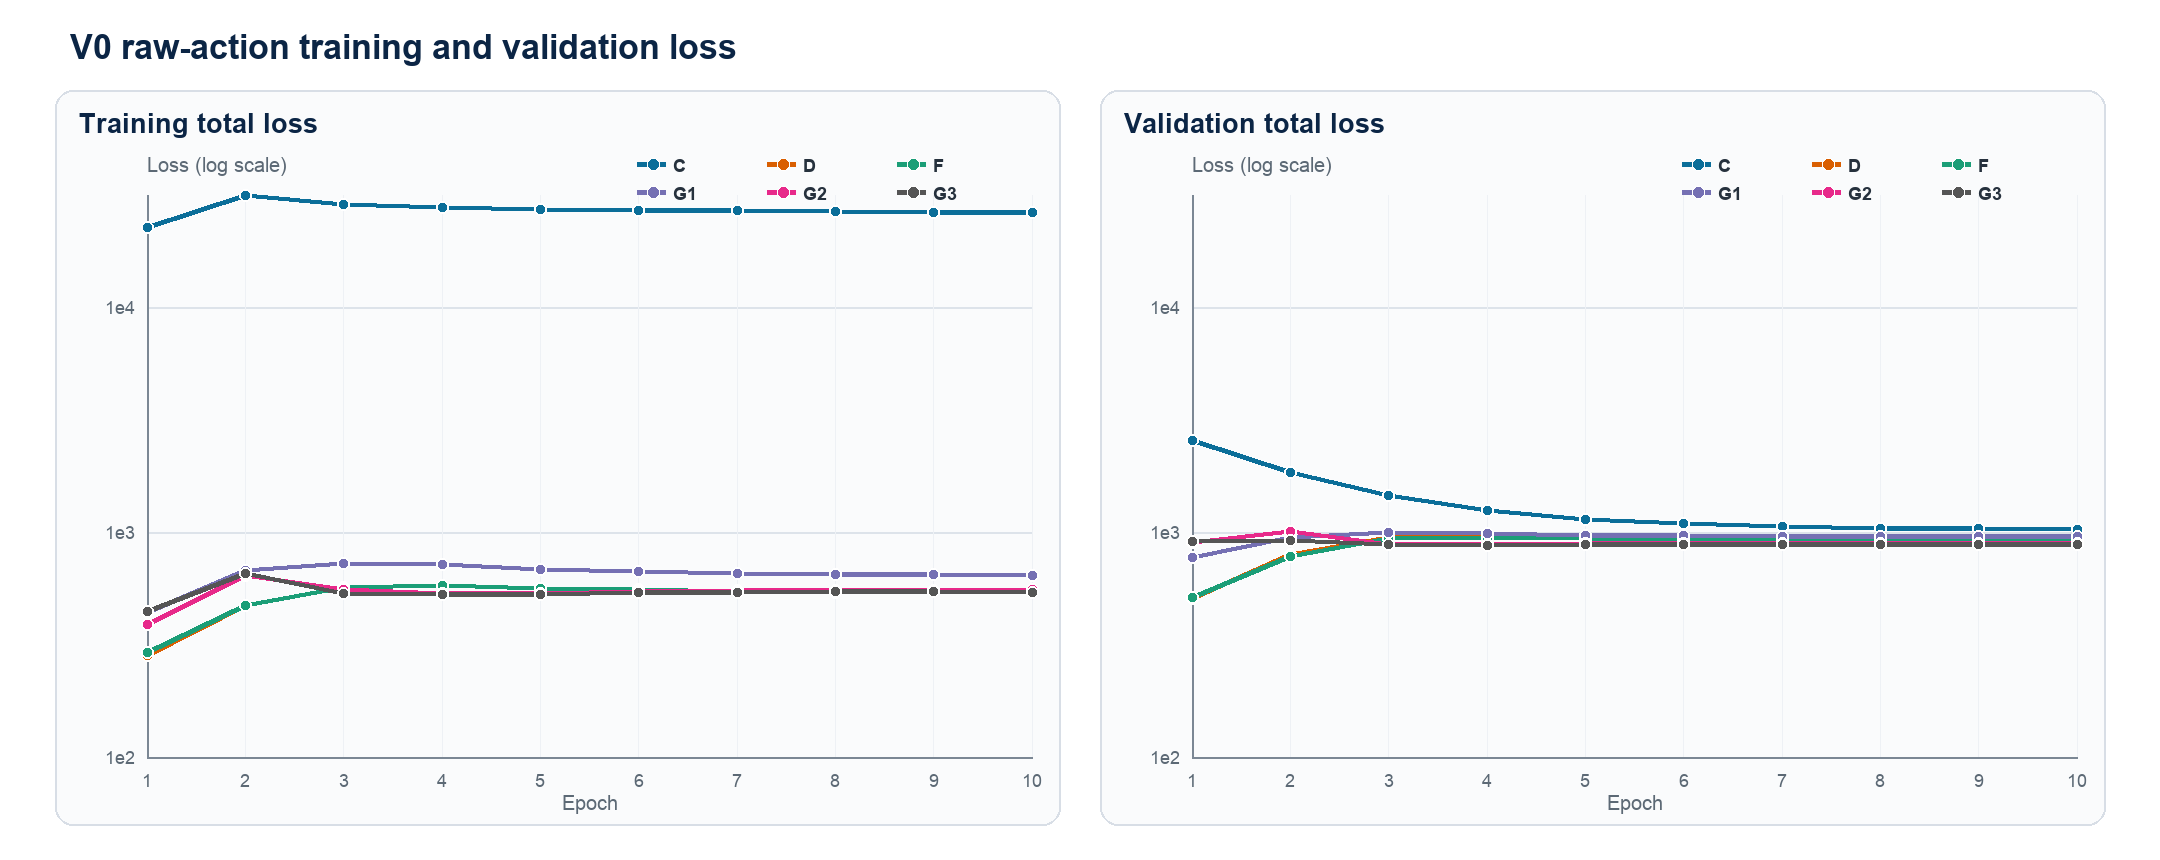 V0 raw-action training and validation loss
Training total loss
Loss (log scale)
C D F
G1 G2 G3
1e4
1e3
1e2
1 2 3 4 5 6 7 8 9 10
Epoch
Validation total loss
Loss (log scale)
C D F
G1 G2 G3
1e4
1e3
1e2
1 2 3 4 5 6 7 8 9 10
Epoch